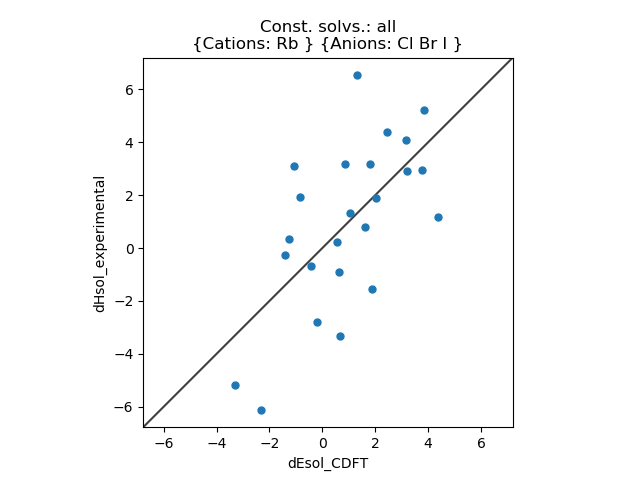 Const. solvs.: all
{Cations: Rb } {Anions: Cl Br I }
dHsol_experimental
6
4
2
0
−2
−4
−6
−6 −4 −2 0 2 4 6
dEsol_CDFT